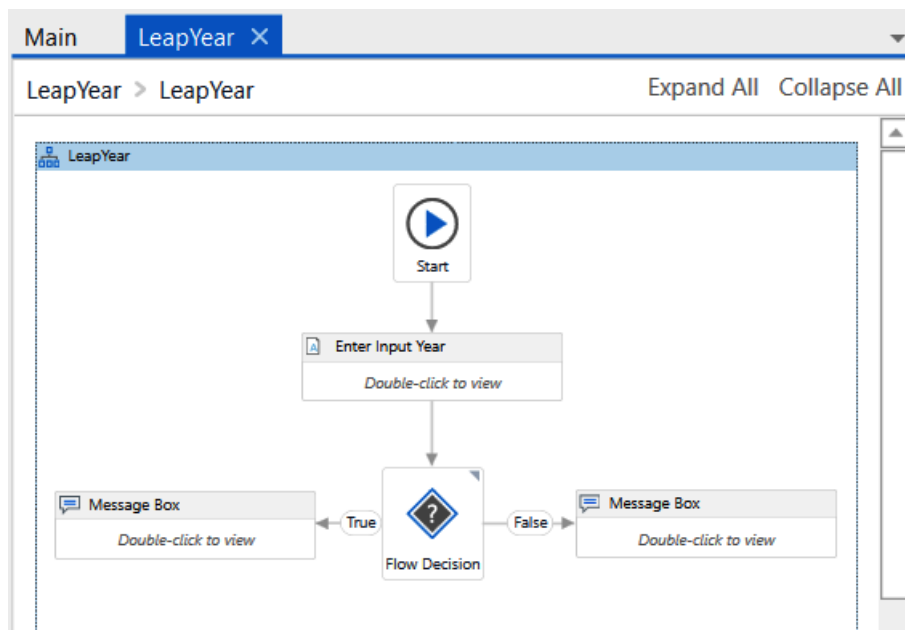 Main LeapYear
LeapYear > LeapYear Expand All Collapse All
LeapYear
Start
Enter Input Year
Double-click to view
Message Box
Double-click to view
True
?
Flow Decision
False
Message Box
Double-click to view